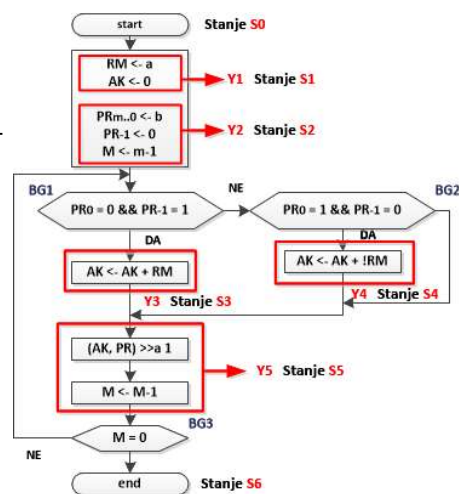 start Stanje S0
RM <- a
AK <- 0
Y1 Stanje S1
PRm..0 <- b
PR-1 <- 0
M <- m-1
Y2 Stanje S2
BG1
PR0 = 0 && PR-1 = 1
NE
BG2
PR0 = 1 && PR-1 = 0
DA
AK <- AK + RM
Y3 Stanje S3
DA
AK <- AK + !RM
Y4 Stanje S4
(AK, PR) >>a 1
M <- M-1
Y5 Stanje S5
BG3
M = 0
NE
end Stanje S6